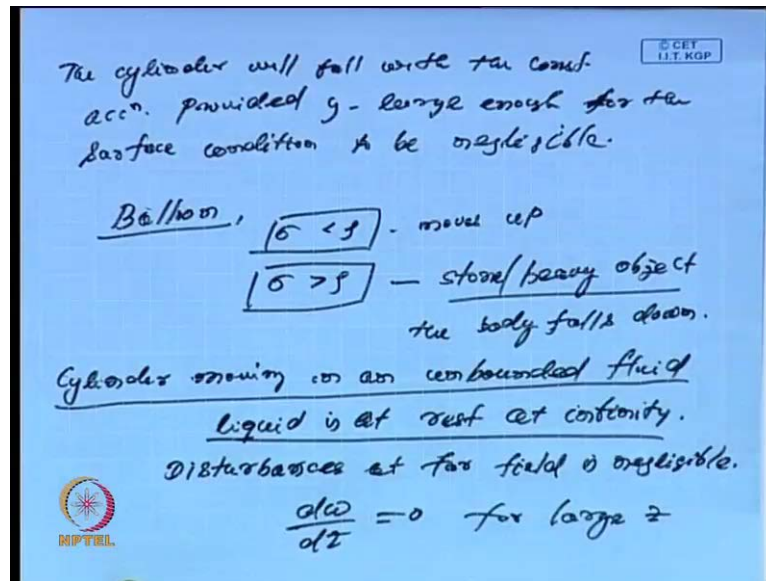 © CET
I.I.T. KGP
The cylinder will fall with the const.
accⁿ. provided y - large enough for the
surface condition to be negligible.
Balloon, σ < ρ - moves up
σ > ρ — stone/heavy object
the body falls down.
Cylinder moving in an unbounded fluid
liquid is at rest at infinity.
Disturbances at far field is negligible.
dω/dz = 0 for large z
NPTEL